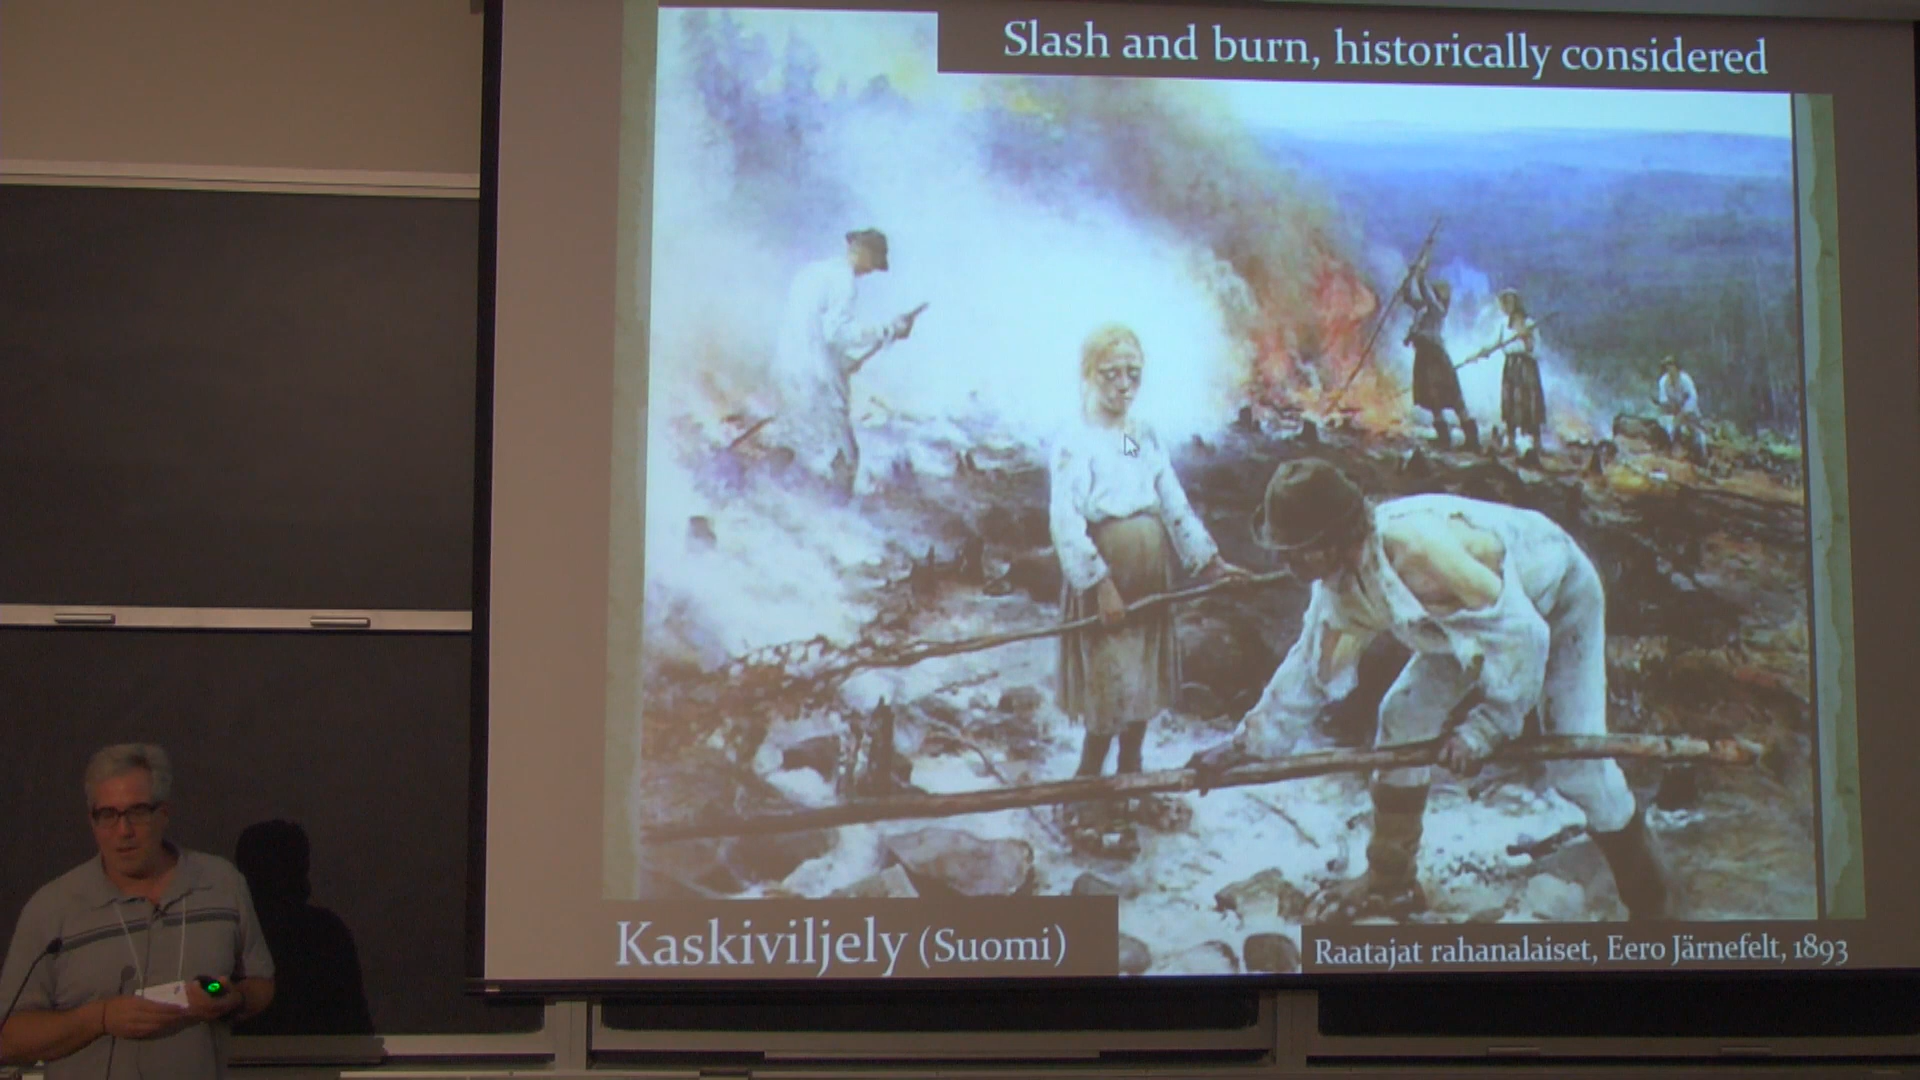 Slash and burn, historically considered
Kaskiviljely (Suomi)
Raatajat rahanalaiset, Eero Järnefelt, 1893